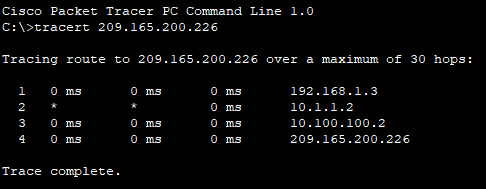 Cisco Packet Tracer PC Command Line 1.0
C:\>tracert 209.165.200.226
Tracing route to 209.165.200.226 over a maximum of 30 hops:
1 0 ms 0 ms 0 ms 192.168.1.3
2 * * 0 ms 10.1.1.2
3 0 ms 0 ms 0 ms 10.100.100.2
4 0 ms 0 ms 0 ms 209.165.200.226
Trace complete.